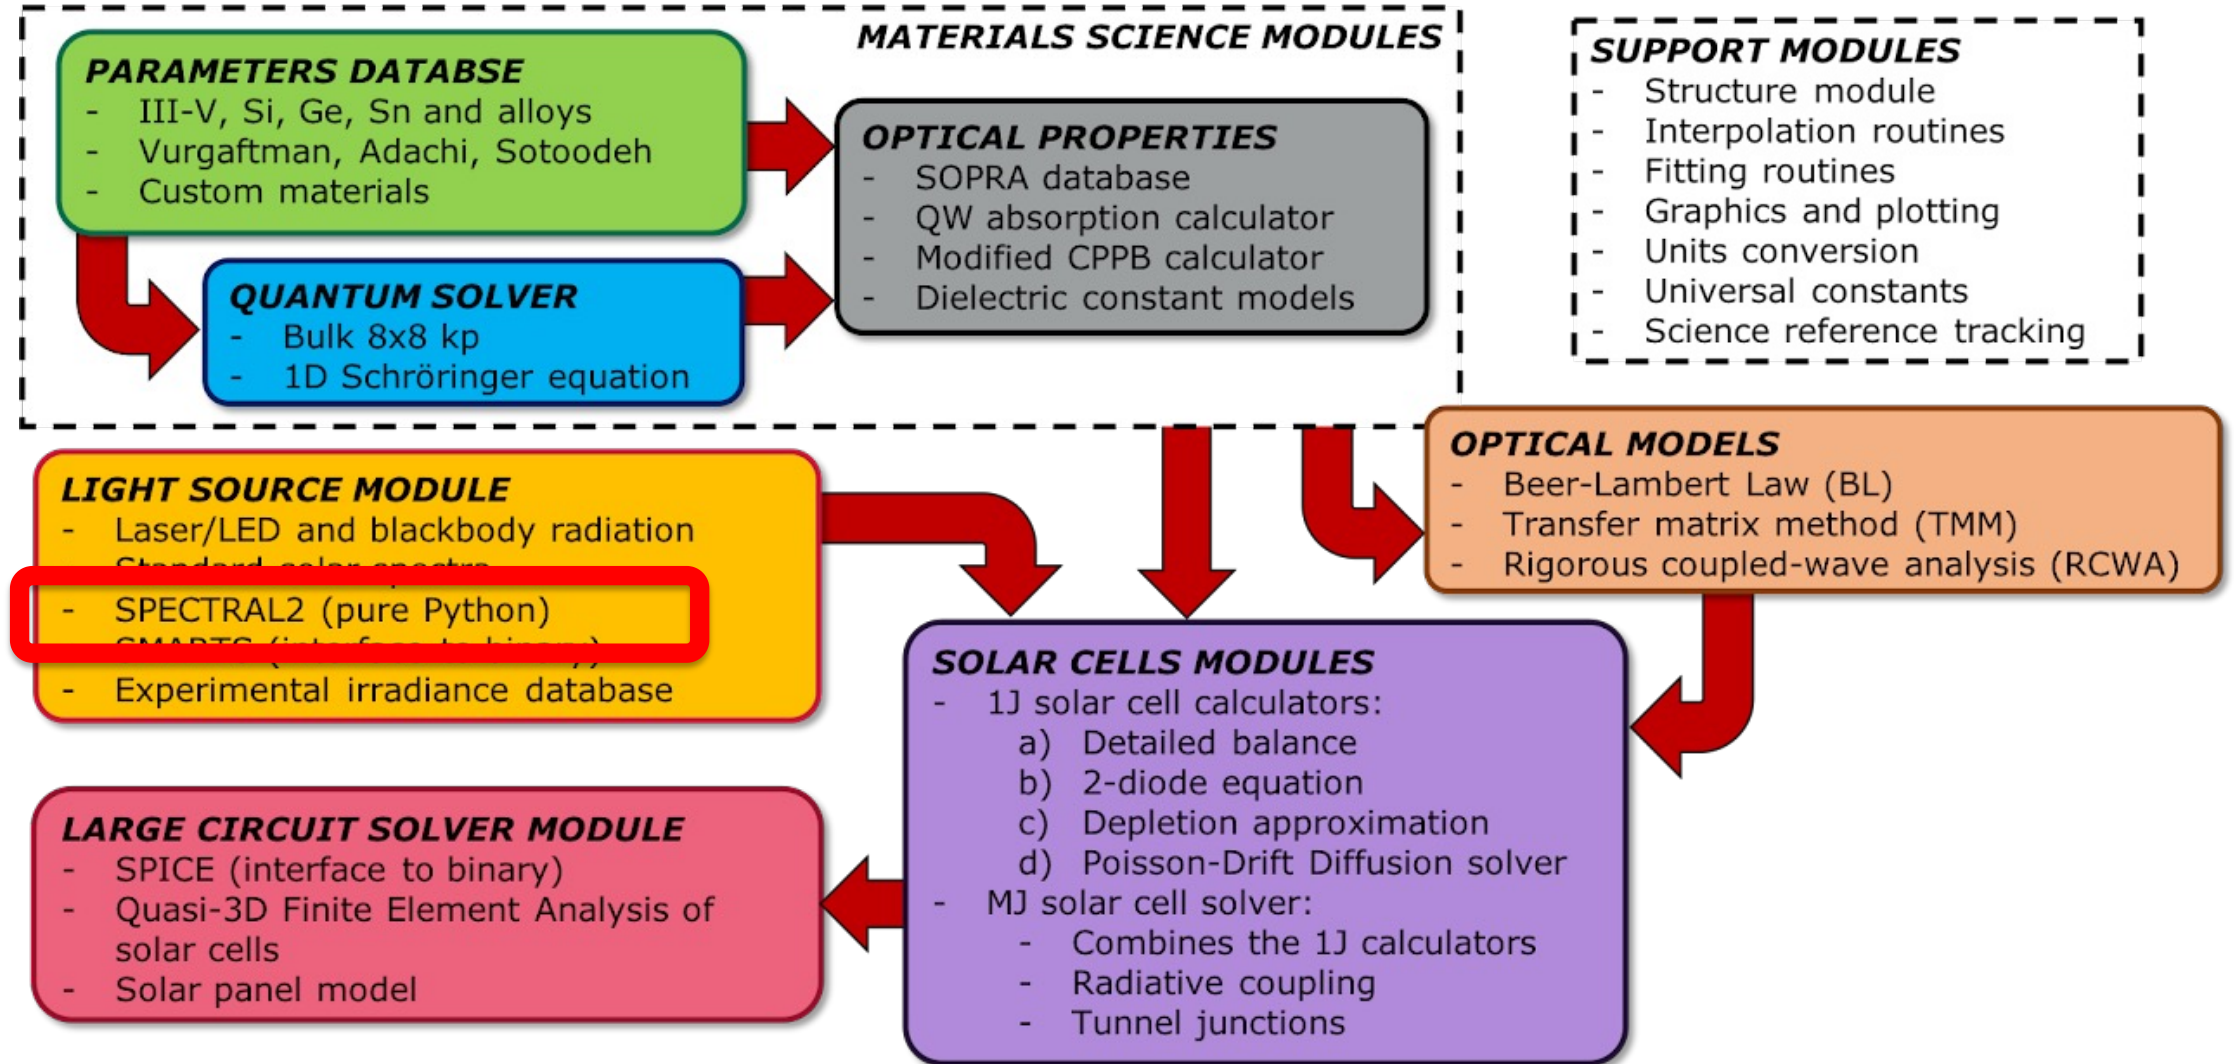 MATERIALS SCIENCE MODULES
PARAMETERS DATABSE
- III-V, Si, Ge, Sn and alloys
- Vurgaftman, Adachi, Sotoodeh
- Custom materials
QUANTUM SOLVER
- Bulk 8x8 kp
- 1D Schröringer equation
OPTICAL PROPERTIES
- SOPRA database
- QW absorption calculator
- Modified CPPB calculator
- Dielectric constant models
SUPPORT MODULES
- Structure module
- Interpolation routines
- Fitting routines
- Graphics and plotting
- Units conversion
- Universal constants
- Science reference tracking
LIGHT SOURCE MODULE
- Laser/LED and blackbody radiation
- Standard solar spectra
- SPECTRAL2 (pure Python)
- SMARTS (interface to binary)
- Experimental irradiance database
OPTICAL MODELS
- Beer-Lambert Law (BL)
- Transfer matrix method (TMM)
- Rigorous coupled-wave analysis (RCWA)
SOLAR CELLS MODULES
- 1J solar cell calculators:
a) Detailed balance
b) 2-diode equation
c) Depletion approximation
d) Poisson-Drift Diffusion solver
- MJ solar cell solver:
- Combines the 1J calculators
- Radiative coupling
- Tunnel junctions
LARGE CIRCUIT SOLVER MODULE
- SPICE (interface to binary)
- Quasi-3D Finite Element Analysis of
solar cells
- Solar panel model